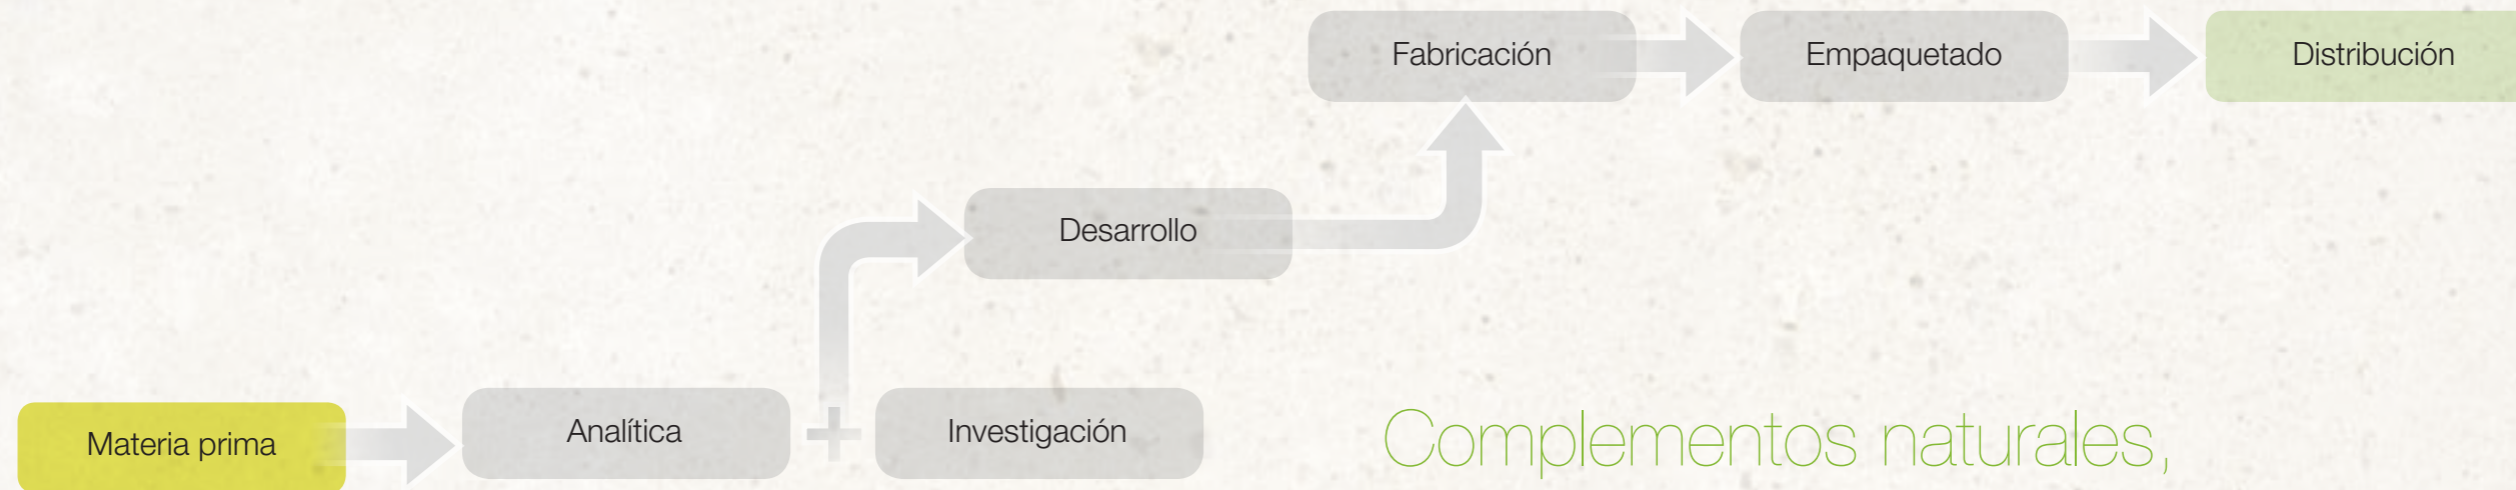 Fabricación
Empaquetado
Distribución
Desarrollo
Materia prima
Analítica
+
Investigación
Complementos naturales,